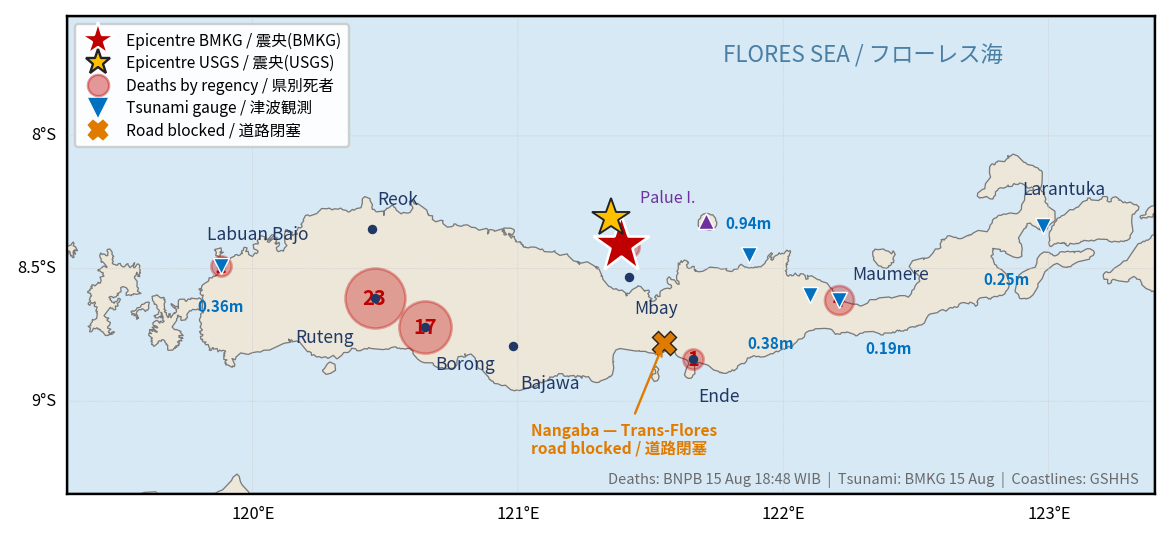 Epicentre BMKG / 震央(BMKG)
Epicentre USGS / 震央(USGS)
Deaths by regency / 県別死者
Tsunami gauge / 津波観測
Road blocked / 道路閉塞
FLORES SEA / フローレス海
8°S
8.5°S
9°S
Reok
Labuan Bajo
0.36m
23
17
Ruteng
Borong
Bajawa
Palue I.
0.94m
Mbay
Larantuka
0.25m
Maumere
0.38m
0.19m
1
Ende
Nangaba — Trans-Flores
road blocked / 道路閉塞
Deaths: BNPB 15 Aug 18:48 WIB | Tsunami: BMKG 15 Aug | Coastlines: GSHHS
120°E
121°E
122°E
123°E